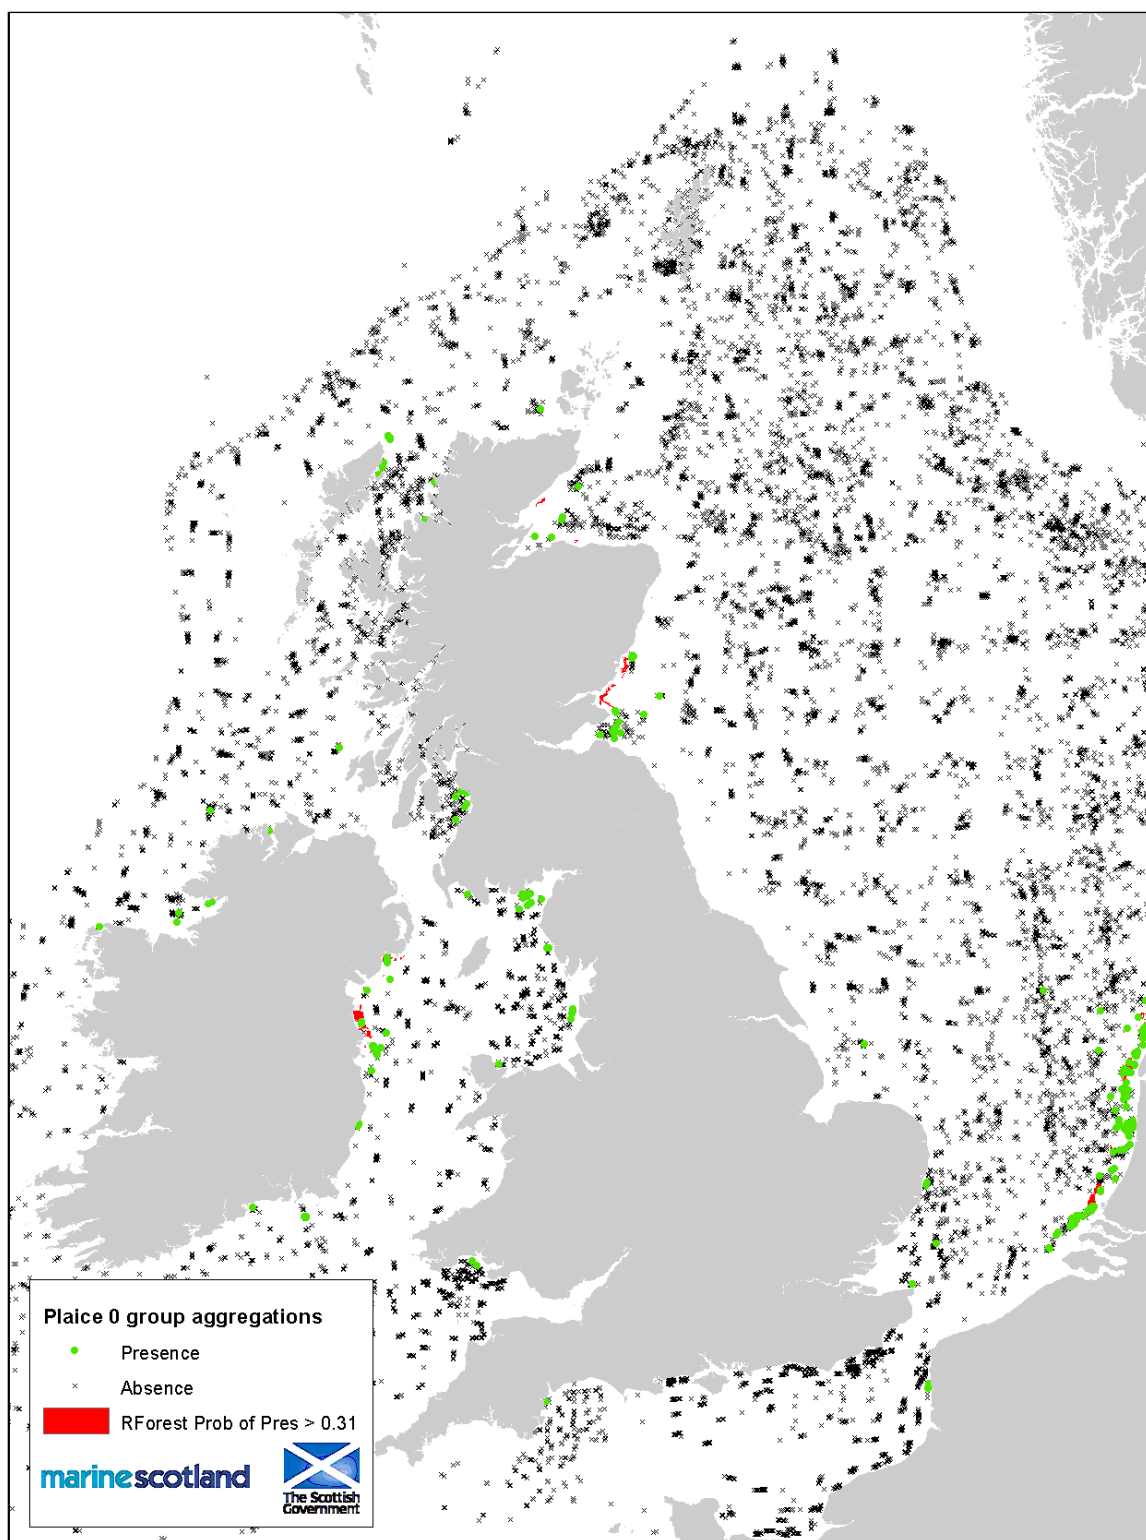 Plaice 0 group aggregations
Presence
Absence
RForest Prob of Pres > 0.31
marinescotland
The Scottish
Government